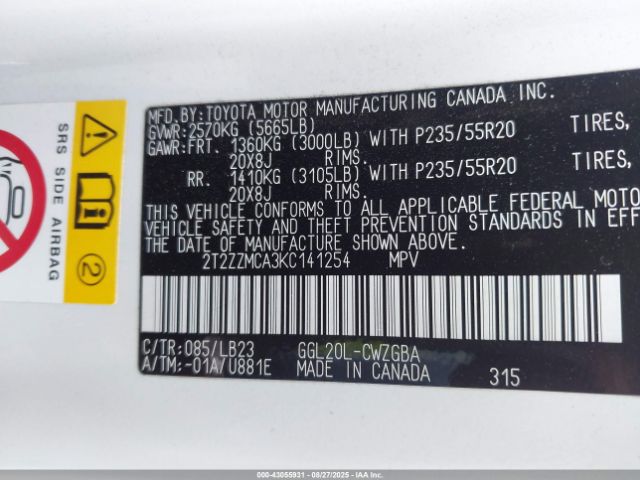 MFD.BY:TOYOTA MOTOR MANUFACTURING CANADA INC.
GVWR:2570KG (5665LB)
GAWR:FRT. 1360KG (3000LB) WITH P235/55R20 TIRES,
20X8J RIMS.
RR. 1410KG (3105LB) WITH P235/55R20 TIRES,
20X8J RIMS.
THIS VEHICLE CONFORMS TO ALL APPLICABLE FEDERAL MOTO
VEHICLE SAFETY AND THEFT PREVENTION STANDARDS IN EFF
THE DATE OF MANUFACTURE SHOWN ABOVE.
2T2ZZMCA3KC141254 MPV
C/TR:085/LB23 GGL20L-CWZGBA
A/TM:-01A/U881E MADE IN CANADA 315
SRS SIDE AIRBAG
2
000-43055931 - 08/27/2025 - IAAI.COM